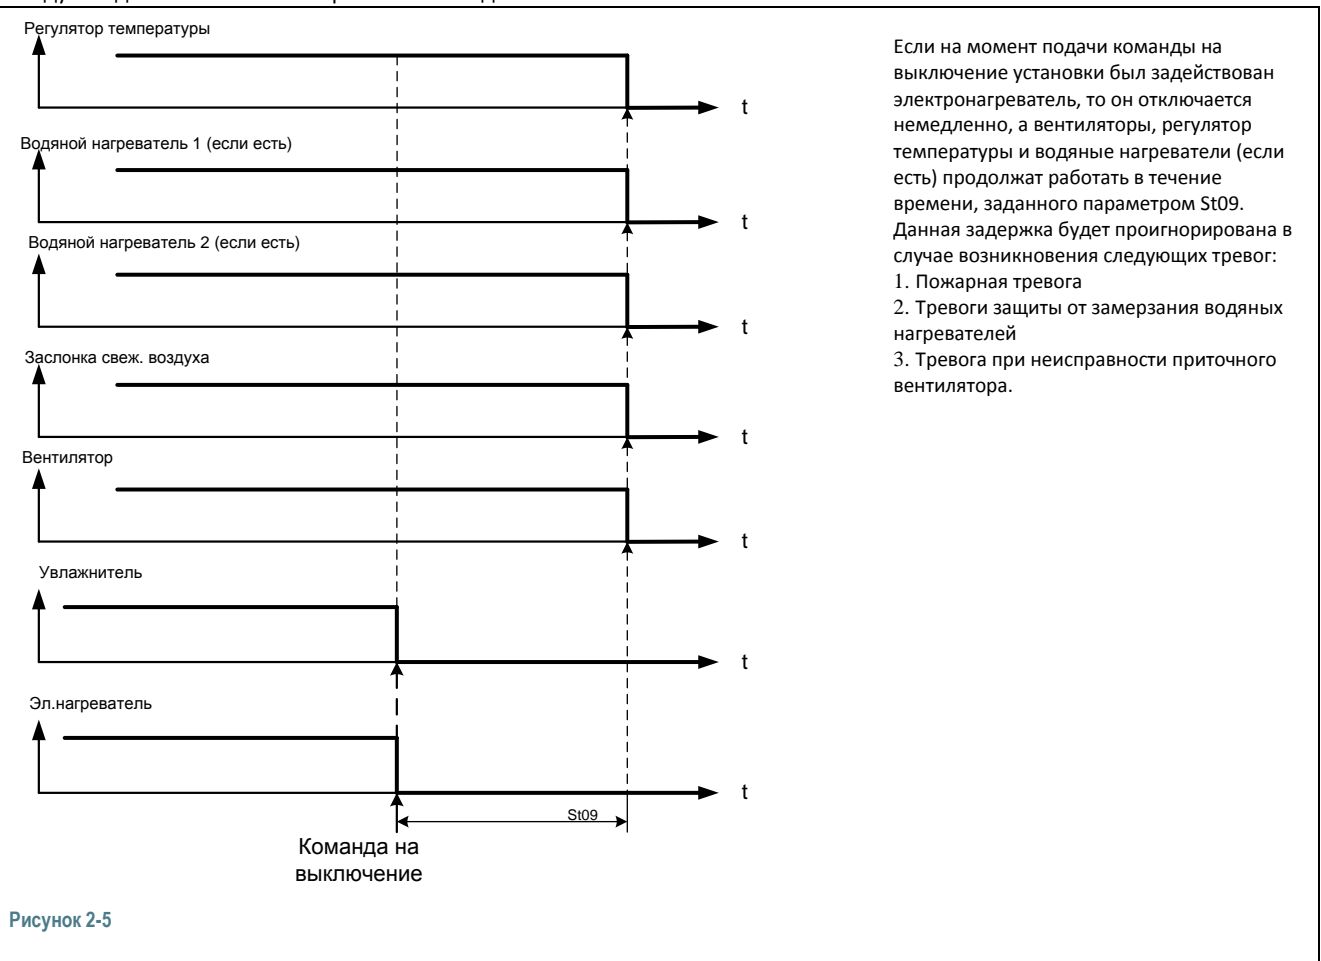 Регулятор температуры
t
Водяной нагреватель 1 (если есть)
t
Водяной нагреватель 2 (если есть)
t
Заслонка свеж. воздуха
t
Вентилятор
t
Увлажнитель
t
Эл.нагреватель
t
St09
Команда на
выключение
Если на момент подачи команды на
выключение установки был задействован
электронагреватель, то он отключается
немедленно, а вентиляторы, регулятор
температуры и водяные нагреватели (если
есть) продолжат работать в течение
времени, заданного параметром St09.
Данная задержка будет проигнорирована в
случае возникновения следующих тревог:
1. Пожарная тревога
2. Тревоги защиты от замерзания водяных
нагревателей
3. Тревога при неисправности приточного
вентилятора.
Рисунок 2-5